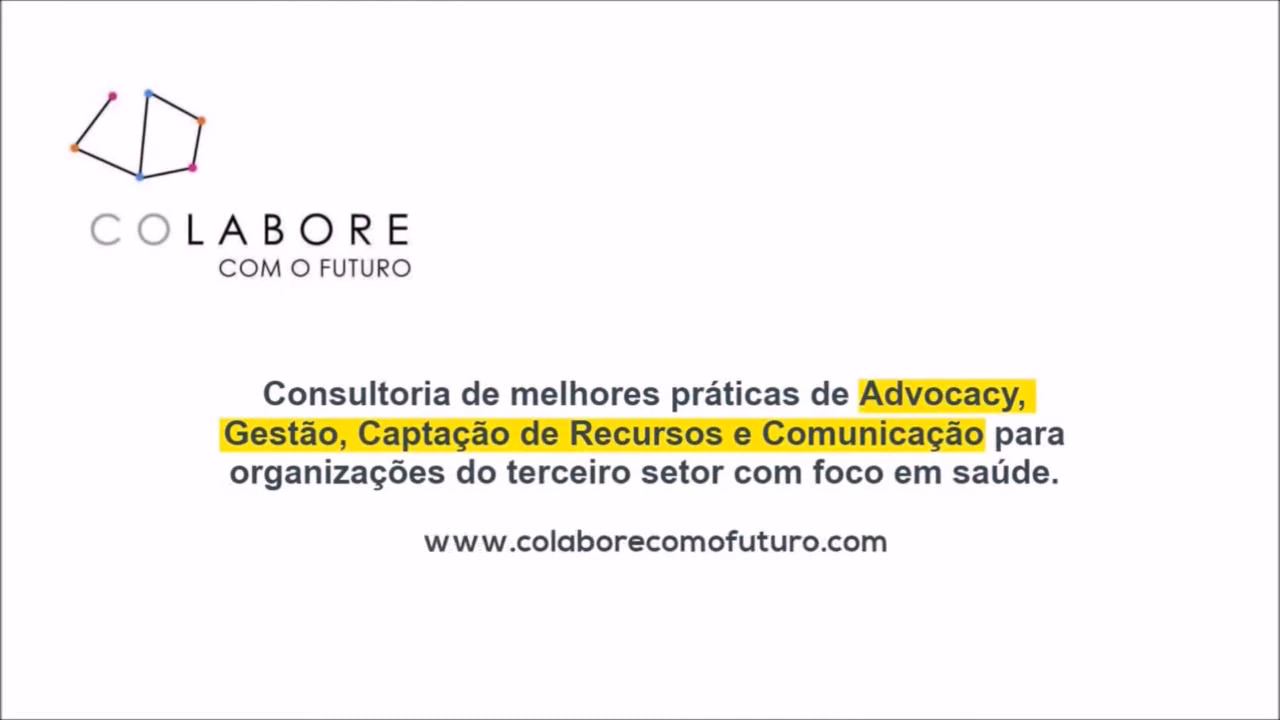 COLABORE
COM O FUTURO
Consultoria de melhores práticas de Advocacy,
Gestão, Captação de Recursos e Comunicação para
organizações do terceiro setor com foco em saúde.
www.colaborecomofuturo.com